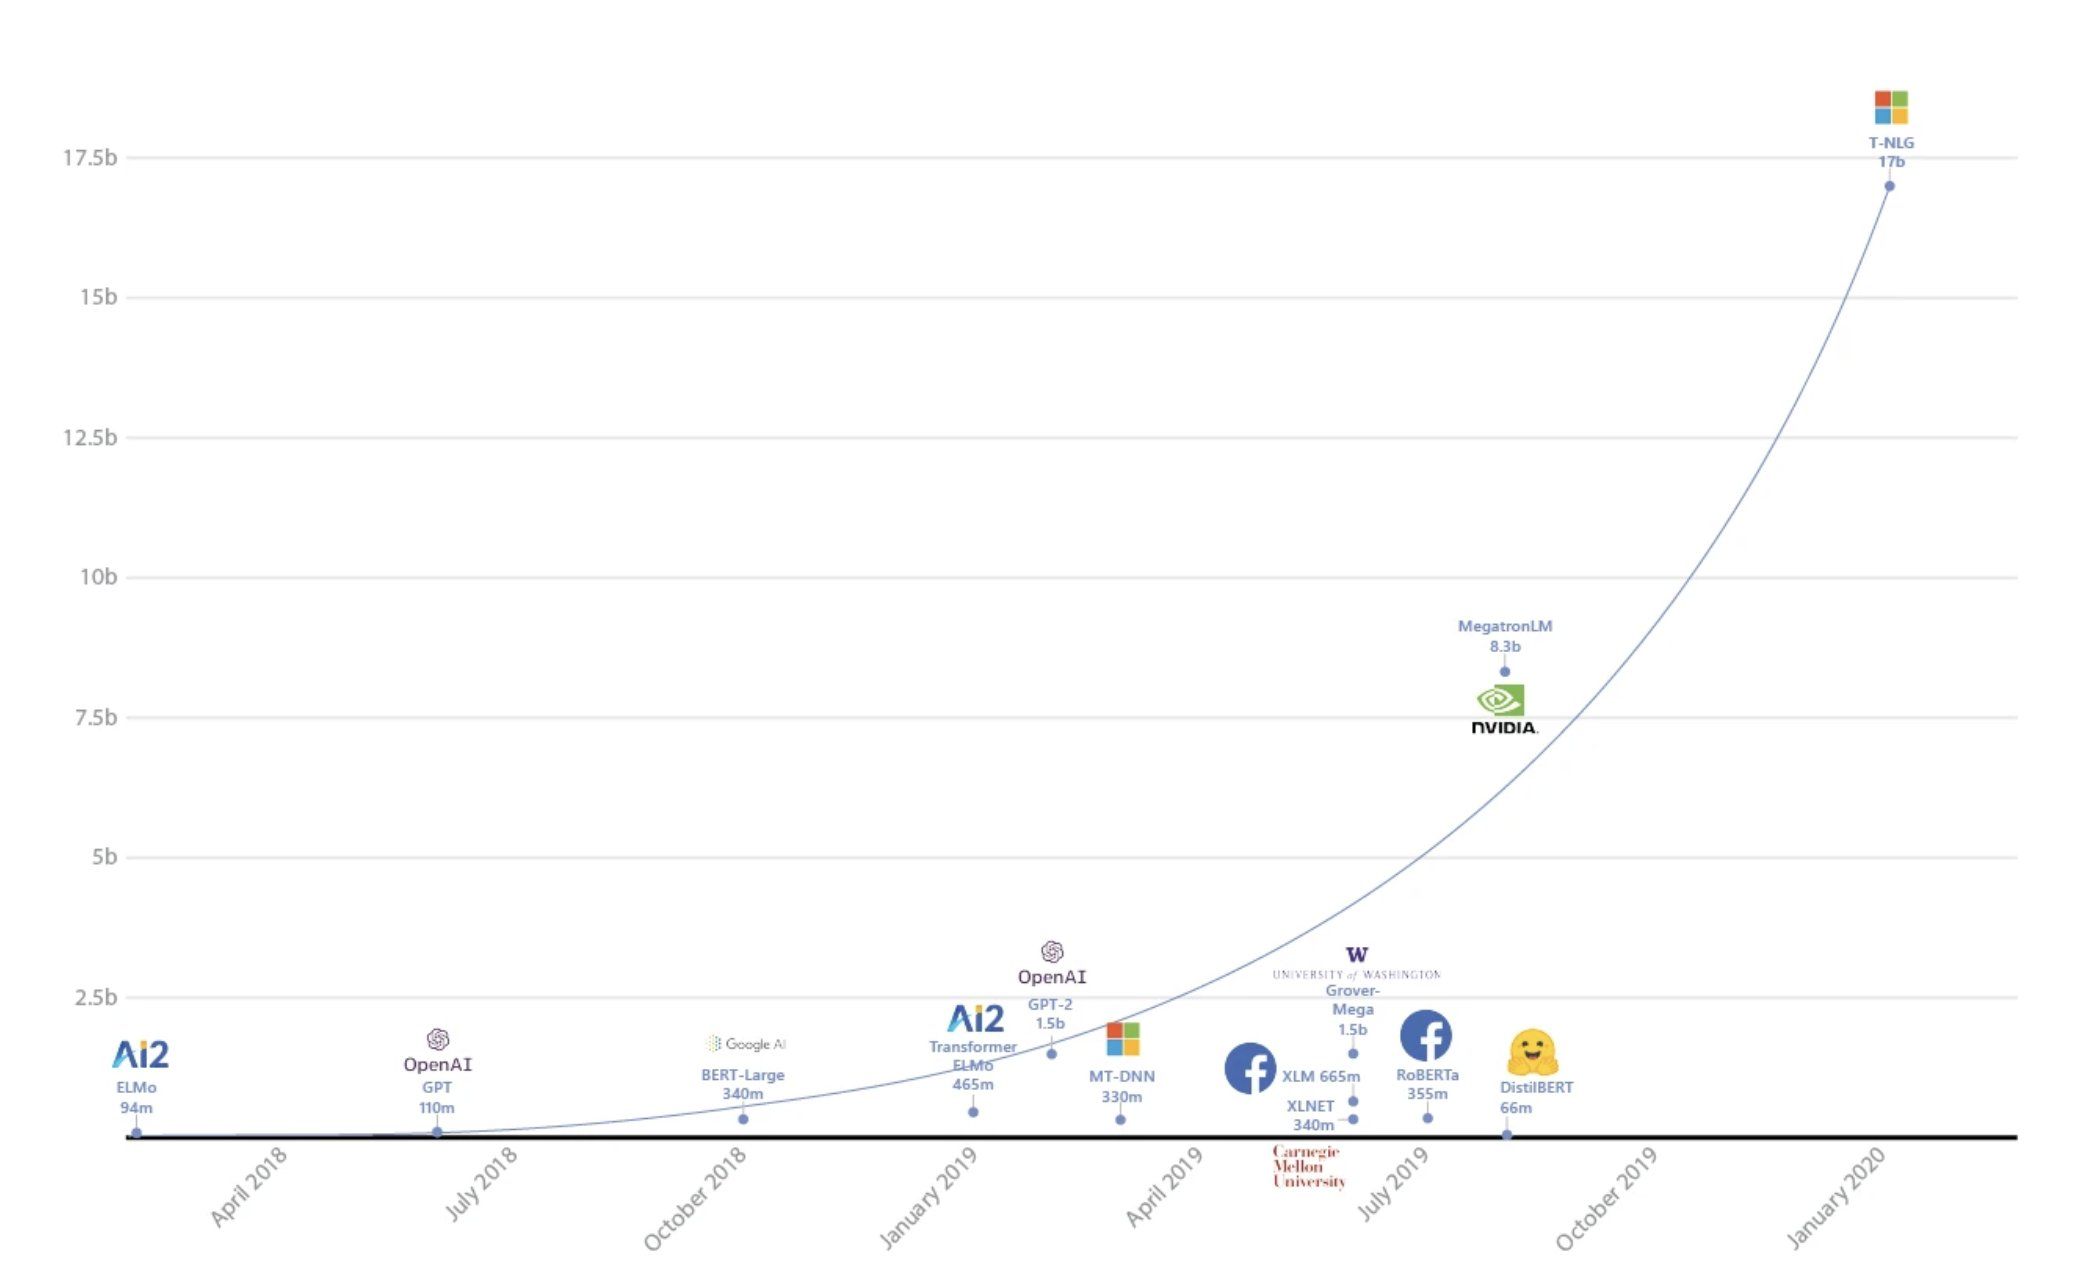 17.5b
15b
12.5b
10b
7.5b
5b
2.5b
T-NLG
17b
MegatronLM
8.3b
NVIDIA.
Ai2
ELMo
94m
OpenAI
GPT
110m
Google AI
BERT-Large
340m
Ai2
Transformer
ELMo
465m
OpenAI
GPT-2
1.5b
MT-DNN
330m
W
UNIVERSITY of WASHINGTON
Grover-
Mega
1.5b
XLM 665m
XLNET
340m
Carnegie
Mellon
University
RoBERTa
355m
DistilBERT
66m
April 2018
July 2018
October 2018
January 2019
April 2019
July 2019
October 2019
January 2020